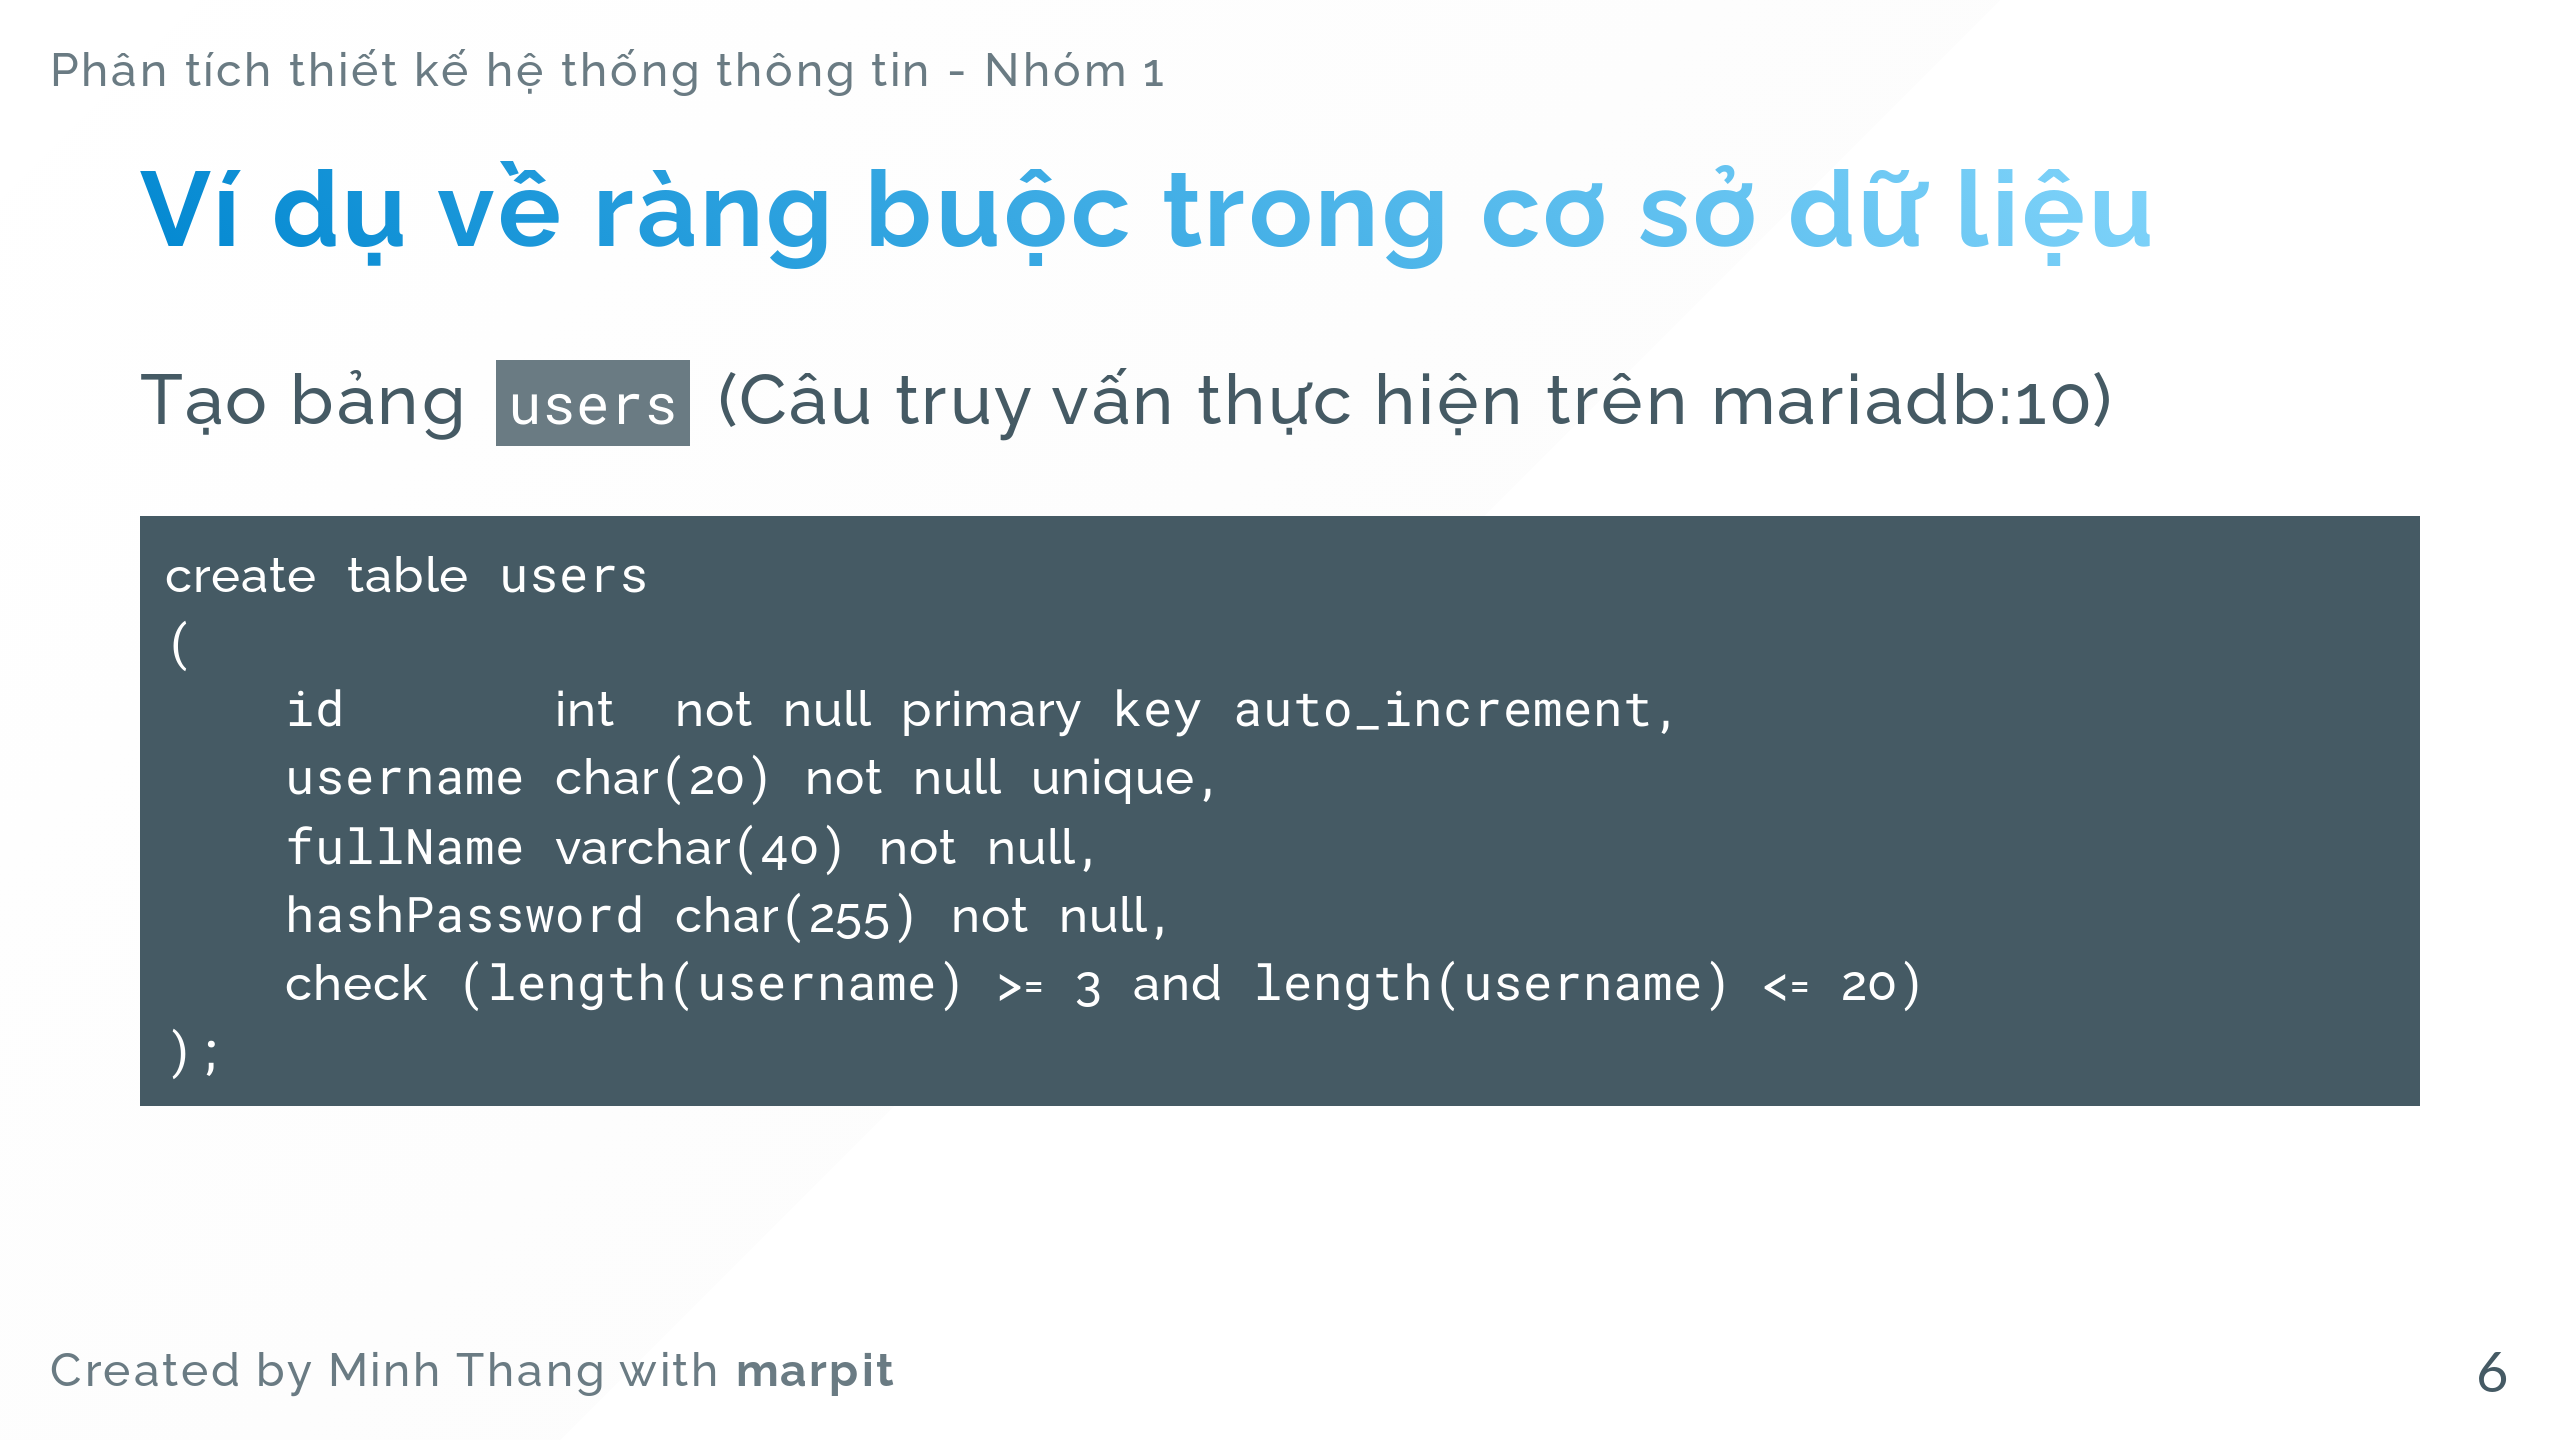 Phân tích thiết kế hệ thống thông tin - Nhóm 1
Ví dụ về ràng buộc trong cơ sở dữ liệu
Tạo bảng users (Câu truy vấn thực hiện trên mariadb:10)
create table users
(
    id       int  not null primary key auto_increment,
    username char(20) not null unique,
    fullName varchar(40) not null,
    hashPassword char(255) not null,
    check (length(username) >= 3 and length(username) <= 20)
);
Created by Minh Thang with marpit
6